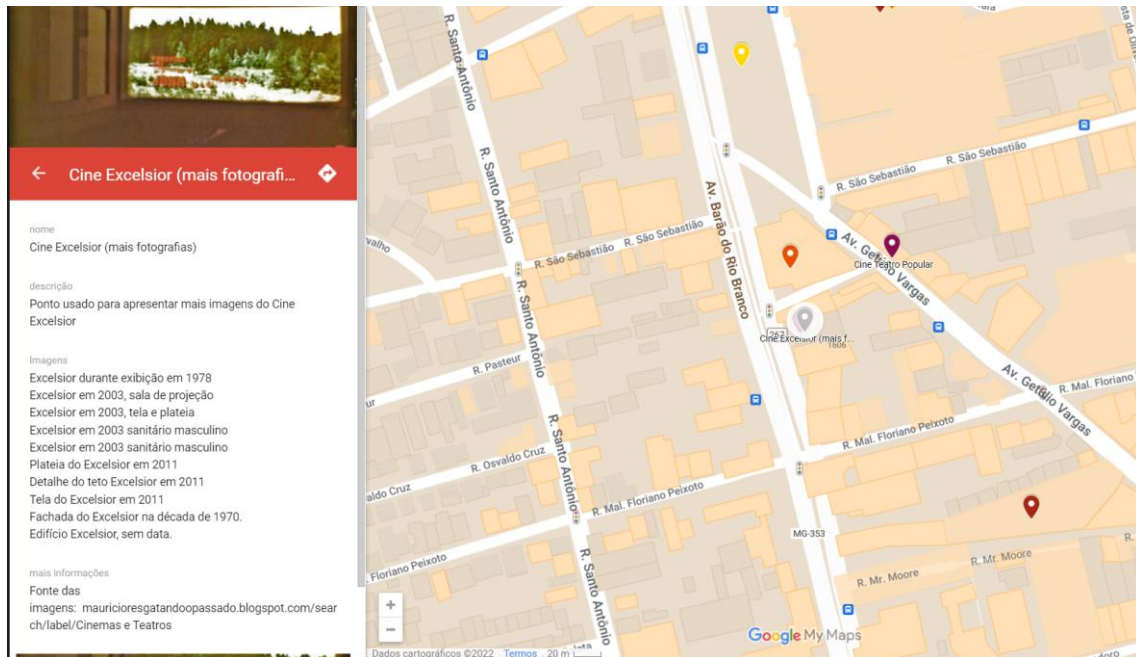 Cine Excelsior (mais fotografi...
nome
Cine Excelsior (mais fotografias)
descrição
Ponto usado para apresentar mais imagens do Cine
Excelsior
Imagens
Excelsior durante exibição em 1978
Excelsior em 2003, sala de projeção
Excelsior em 2003, tela e plateia
Excelsior em 2003 sanitário masculino
Excelsior em 2003 sanitário masculino
Plateia do Excelsior em 2011
Detalhe do teto Excelsior em 2011
Tela do Excelsior em 2011
Fachada do Excelsior na década de 1970.
Edifício Excelsior, sem data.
mais informações
Fonte das
imagens: mauricioresgatandoopassado.blogspot.com/sear
ch/label/Cinemas e Teatros
R. Santo Antônio
R. Santo Antônio
R. Santo Antônio
R. Santo Antônio
R. Santo Antônio
R. Santo Antônio
R. São Sebastião
R. São Sebastião
R. São Sebastião
R. São Sebastião
Av. Barão do Rio Branco
Av. Getúlio Vargas
Cine Teatro Popular
267
Cine Excelsior (mais f...
1606
R. Pasteur
R. Osvaldo Cruz
R. Mal. Floriano Peixoto
R. Mal. Floriano Peixoto
R. Mal. Floriano
Av. Getúlio Vargas
MG-353
R. Mr. Moore
R. Mr. Moore
Floriano Peixoto
+
−
Google My Maps
Dados cartográficos ©2022 Termos 20 m